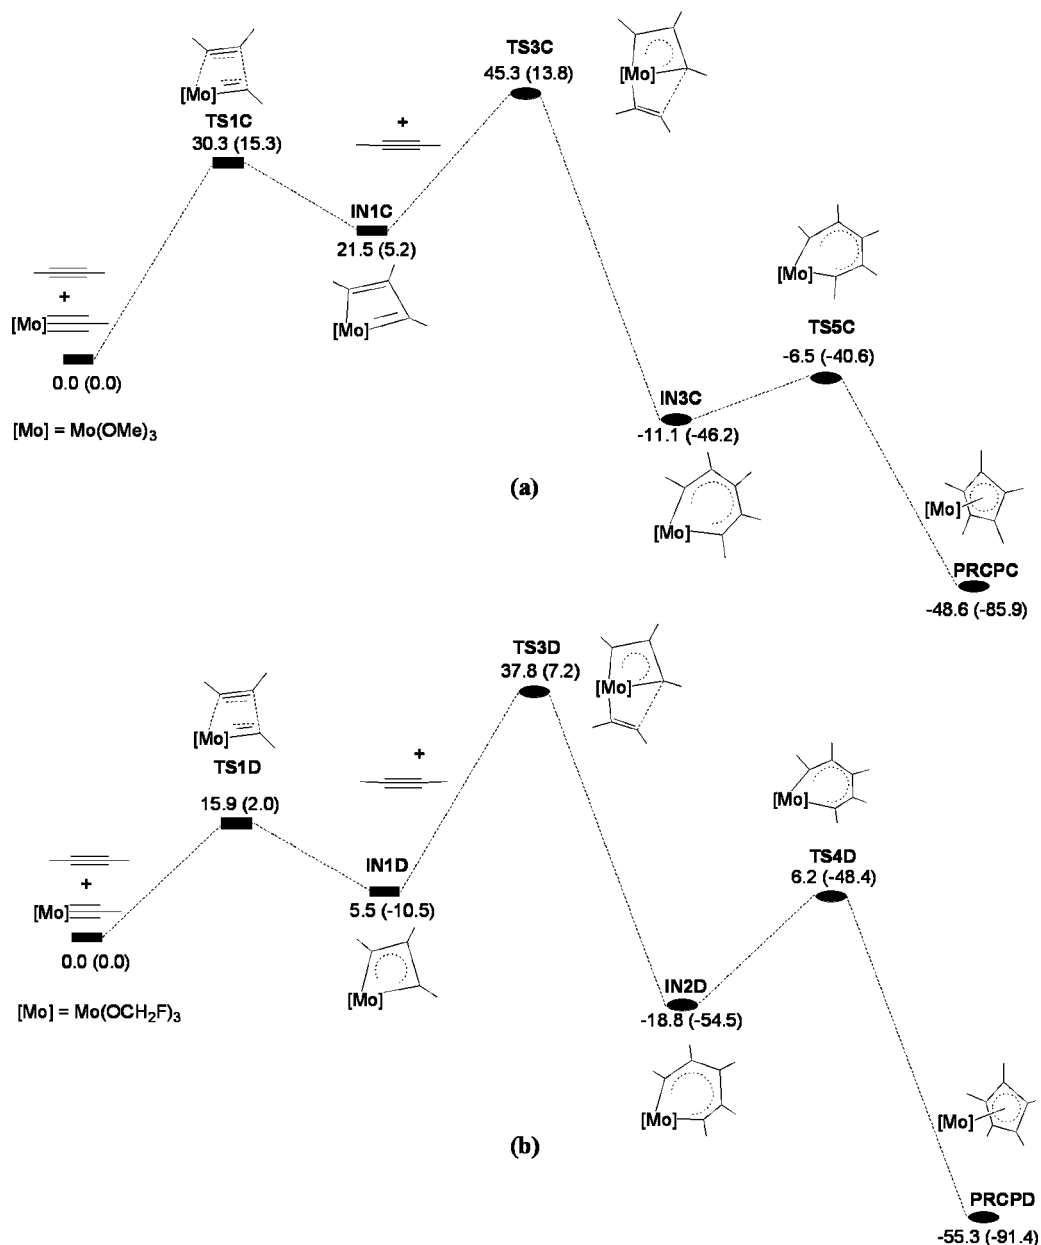 TS1C
30.3 (15.3)
[Mo]
TS3C
45.3 (13.8)
[Mo]
+
IN1C
21.5 (5.2)
[Mo]
+
[Mo]
0.0 (0.0)
[Mo] = Mo(OMe)₃
[Mo]
TS5C
-6.5 (-40.6)
IN3C
-11.1 (-46.2)
[Mo]
[Mo]
PRCPC
-48.6 (-85.9)
(a)
[Mo]
TS1D
15.9 (2.0)
TS3D
37.8 (7.2)
[Mo]
+
IN1D
5.5 (-10.5)
[Mo]
+
[Mo]
0.0 (0.0)
[Mo] = Mo(OCH₂F)₃
[Mo]
TS4D
6.2 (-48.4)
IN2D
-18.8 (-54.5)
[Mo]
[Mo]
PRCPD
-55.3 (-91.4)
(b)